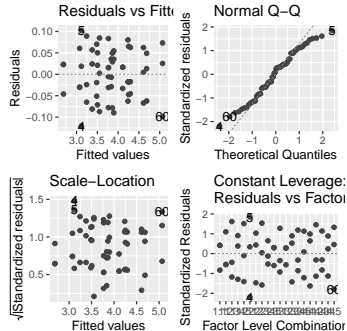 Residuals vs Fitte
0.10
0.05
0.00
−0.05
−0.10
Residuals
5
4
60
3.0 3.5 4.0 4.5 5.0
Fitted values
Normal Q−Q
2
1
0
−1
−2
Standardized residuals
5
4
60
−2 −1 0 1 2
Theoretical Quantiles
Scale−Location
1.5
1.0
0.5
√|Standardized residuals|
4
5
60
3.0 3.5 4.0 4.5 5.0
Fitted values
Constant Leverage:
Residuals vs Factor
2
1
0
−1
−2
Standardized residuals
5
4
60
Factor Level Combination